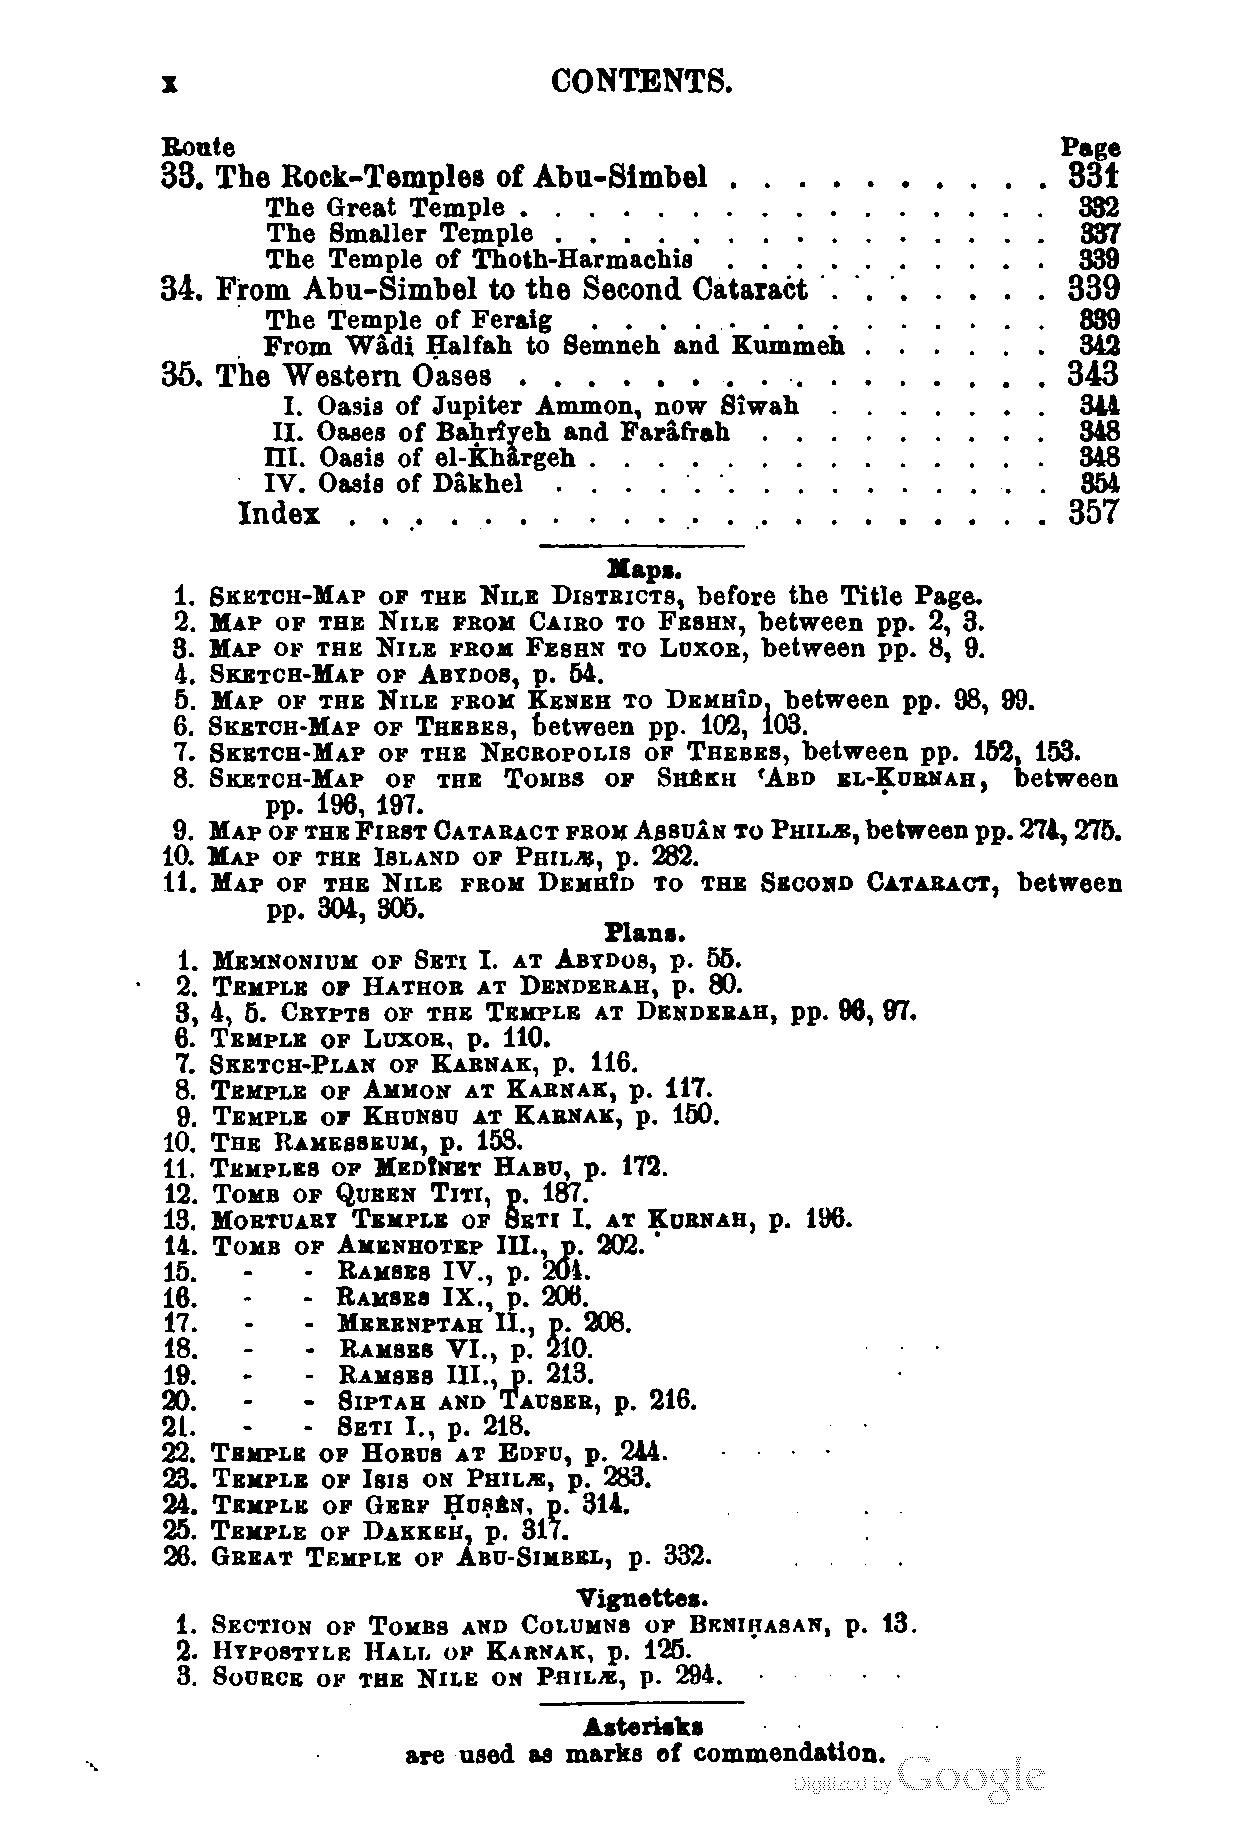 x CONTENTS.
Route Page
33. The Rock-Temples of Abu-Simbel . . . . . . . . . . 331
The Great Temple . . . . . . . . . . . . . . . . 332
The Smaller Temple . . . . . . . . . . . . . . . 337
The Temple of Thoth-Harmachis . . . . . . . . . . 339
34. From Abu-Simbel to the Second Cataract . . . . . . . 339
The Temple of Feraig . . . . . . . . . . . . . . 339
From Wâdi Ḥalfah to Semneh and Kummeh . . . . . . 342
35. The Western Oases . . . . . . . . . . . . . . . . 343
I. Oasis of Jupiter Ammon, now Sîwah . . . . . . . 344
II. Oases of Baḥrîyeh and Farâfrah . . . . . . . . . 348
III. Oasis of el-Khârgeh . . . . . . . . . . . . . . 348
IV. Oasis of Dâkhel . . . . . . . . . . . . . . . 354
Index . . . . . . . . . . . . . . . . . . . . . 357
Maps.
1. SKETCH-MAP OF THE NILE DISTRICTS, before the Title Page.
2. MAP OF THE NILE FROM CAIRO TO FESHN, between pp. 2, 3.
3. MAP OF THE NILE FROM FESHN TO LUXOR, between pp. 8, 9.
4. SKETCH-MAP OF ABYDOS, p. 54.
5. MAP OF THE NILE FROM KENEH TO DEMHÎD, between pp. 98, 99.
6. SKETCH-MAP OF THEBES, between pp. 102, 103.
7. SKETCH-MAP OF THE NECROPOLIS OF THEBES, between pp. 152, 153.
8. SKETCH-MAP OF THE TOMBS OF SHÊKH ‘ABD EL-ḲURNAH, between
pp. 196, 197.
9. MAP OF THE FIRST CATARACT FROM ASSUÂN TO PHILÆ, between pp. 274, 275.
10. MAP OF THE ISLAND OF PHILÆ, p. 282.
11. MAP OF THE NILE FROM DEMHÎD TO THE SECOND CATARACT, between
pp. 304, 305.
Plans.
1. MEMNONIUM OF SETI I. AT ABYDOS, p. 55.
2. TEMPLE OF HATHOR AT DENDERAH, p. 80.
3, 4, 5. CRYPTS OF THE TEMPLE AT DENDERAH, pp. 96, 97.
6. TEMPLE OF LUXOR, p. 110.
7. SKETCH-PLAN OF KARNAK, p. 116.
8. TEMPLE OF AMMON AT KARNAK, p. 117.
9. TEMPLE OF KHUNSU AT KARNAK, p. 150.
10. THE RAMESSEUM, p. 158.
11. TEMPLES OF MEDÎNET HABU, p. 172.
12. TOMB OF QUEEN TITI, p. 187.
13. MORTUARY TEMPLE OF SETI I. AT ḲURNAH, p. 196.
14. TOMB OF AMENHOTEP III., p. 202.
15. - - RAMSES IV., p. 204.
16. - - RAMSES IX., p. 206.
17. - - MERENPTAH II., p. 208.
18. - - RAMSES VI., p. 210.
19. - - RAMSES III., p. 213.
20. - - SIPTAH AND TAUSER, p. 216.
21. - - SETI I., p. 218.
22. TEMPLE OF HORUS AT EDFU, p. 244.
23. TEMPLE OF ISIS ON PHILÆ, p. 283.
24. TEMPLE OF GERF ḤUṢÊN, p. 314.
25. TEMPLE OF DAKKEH, p. 317.
26. GREAT TEMPLE OF ABU-SIMBEL, p. 332.
Vignettes.
1. SECTION OF TOMBS AND COLUMNS OF BENIḤASAN, p. 13.
2. HYPOSTYLE HALL OF KARNAK, p. 125.
3. SOURCE OF THE NILE ON PHILÆ, p. 294.
Asterisks
are used as marks of commendation.
Digitized by Google